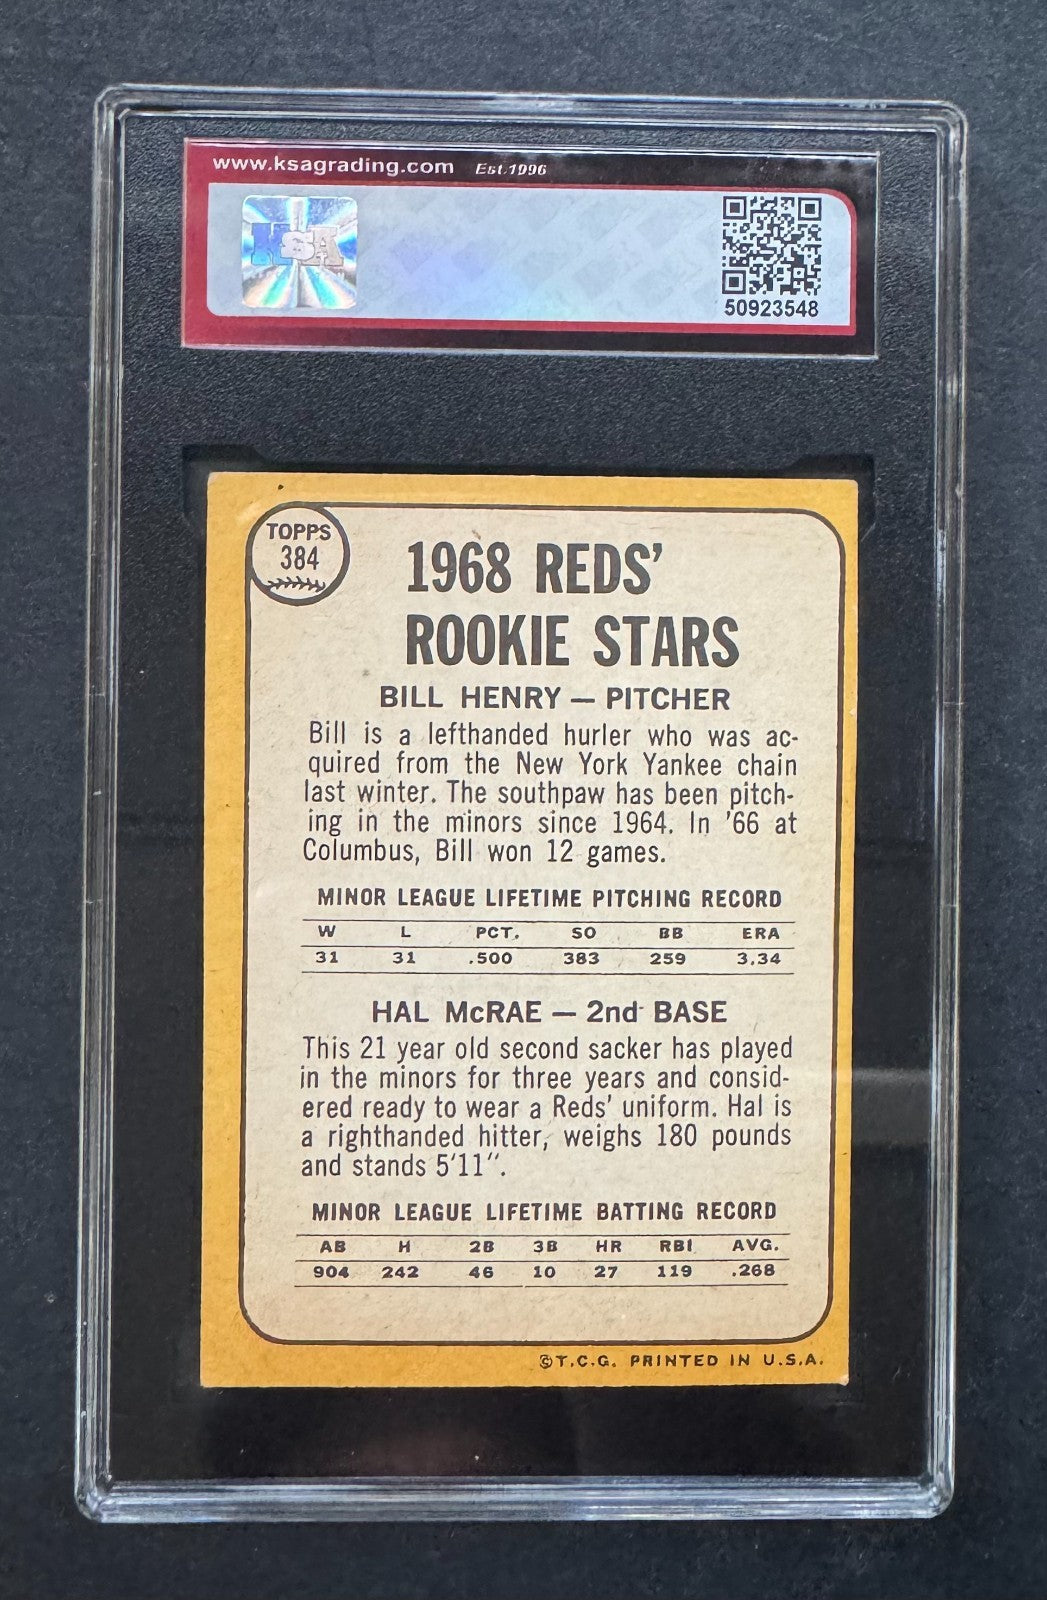 www.ksagrading.com Est.1996
KSA
50923548
TOPPS
384
1968 REDS'
ROOKIE STARS
BILL HENRY — PITCHER
Bill is a lefthanded hurler who was ac-
quired from the New York Yankee chain
last winter. The southpaw has been pitch-
ing in the minors since 1964. In '66 at
Columbus, Bill won 12 games.
MINOR LEAGUE LIFETIME PITCHING RECORD
W L PCT. SO BB ERA
31 31 .500 383 259 3.34
HAL McRAE — 2nd BASE
This 21 year old second sacker has played
in the minors for three years and consid-
ered ready to wear a Reds' uniform. Hal is
a righthanded hitter, weighs 180 pounds
and stands 5'11".
MINOR LEAGUE LIFETIME BATTING RECORD
AB H 2B 3B HR RBI AVG.
904 242 46 10 27 119 .268
©T.C.G. PRINTED IN U.S.A.